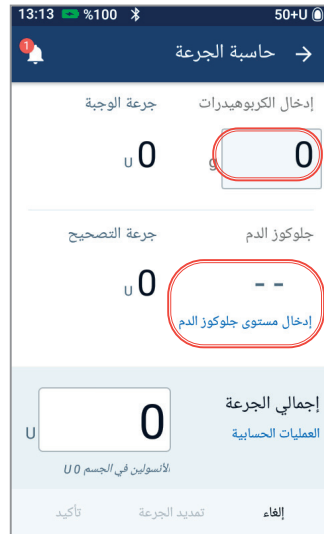 13:13 %100 50+U
1
حاسبة الجرعة
إدخال الكربوهيدرات جرعة الوجبة
0 g 0 U
جلوكوز الدم جرعة التصحيح
-- 0 U
إدخال مستوى جلوكوز الدم
إجمالي الجرعة 0 U
العمليات الحسابية
الأنسولين في الجسم 0 U
إلغاء تمديد الجرعة تأكيد